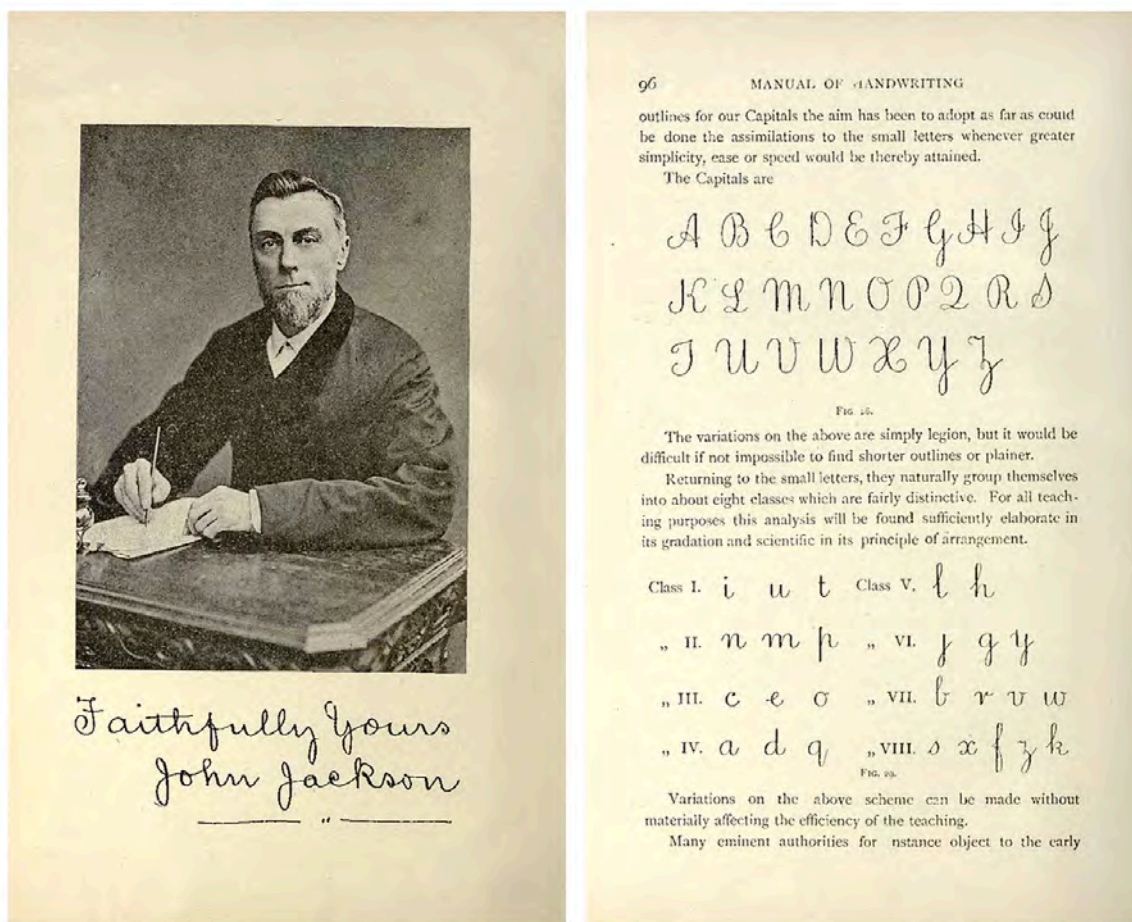 Faithfully Yours
John Jackson
96 MANUAL OF HANDWRITING
outlines for our Capitals the aim has been to adopt as far as could
be done the assimilations to the small letters whenever greater
simplicity, ease or speed would be thereby attained.
The Capitals are
A B C D E F G H I J
K L M N O P Q R S
T U V W X Y Z
FIG. 28.
The variations on the above are simply legion, but it would be
difficult if not impossible to find shorter outlines or plainer.
Returning to the small letters, they naturally group themselves
into about eight classes which are fairly distinctive. For all teach-
ing purposes this analysis will be found sufficiently elaborate in
its gradation and scientific in its principle of arrangement.
Class I. i u t Class V. l h
„ II. n m p „ VI. j g y
„ III. c e o „ VII. b r v w
„ IV. a d q „ VIII. s x f z k
FIG. 29.
Variations on the above scheme can be made without
materially affecting the efficiency of the teaching.
Many eminent authorities for nstance object to the early